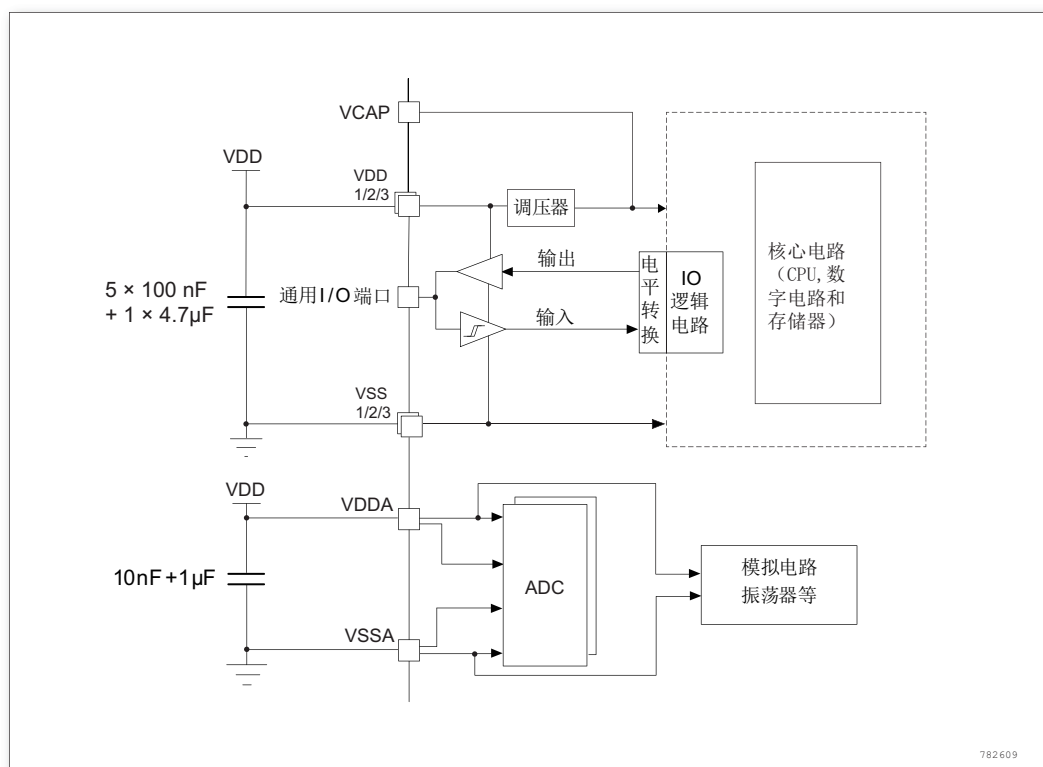 VCAP
VDD
VDD
1/2/3
调压器
5 × 100 nF
+ 1 × 4.7µF
通用I/O端口
输出
输入
电平转换
IO
逻辑
电路
核心电路
（CPU,数
字电路和
存储器）
VSS
1/2/3
VDD
VDDA
10nF+1µF
ADC
模拟电路
振荡器等
VSSA
782609